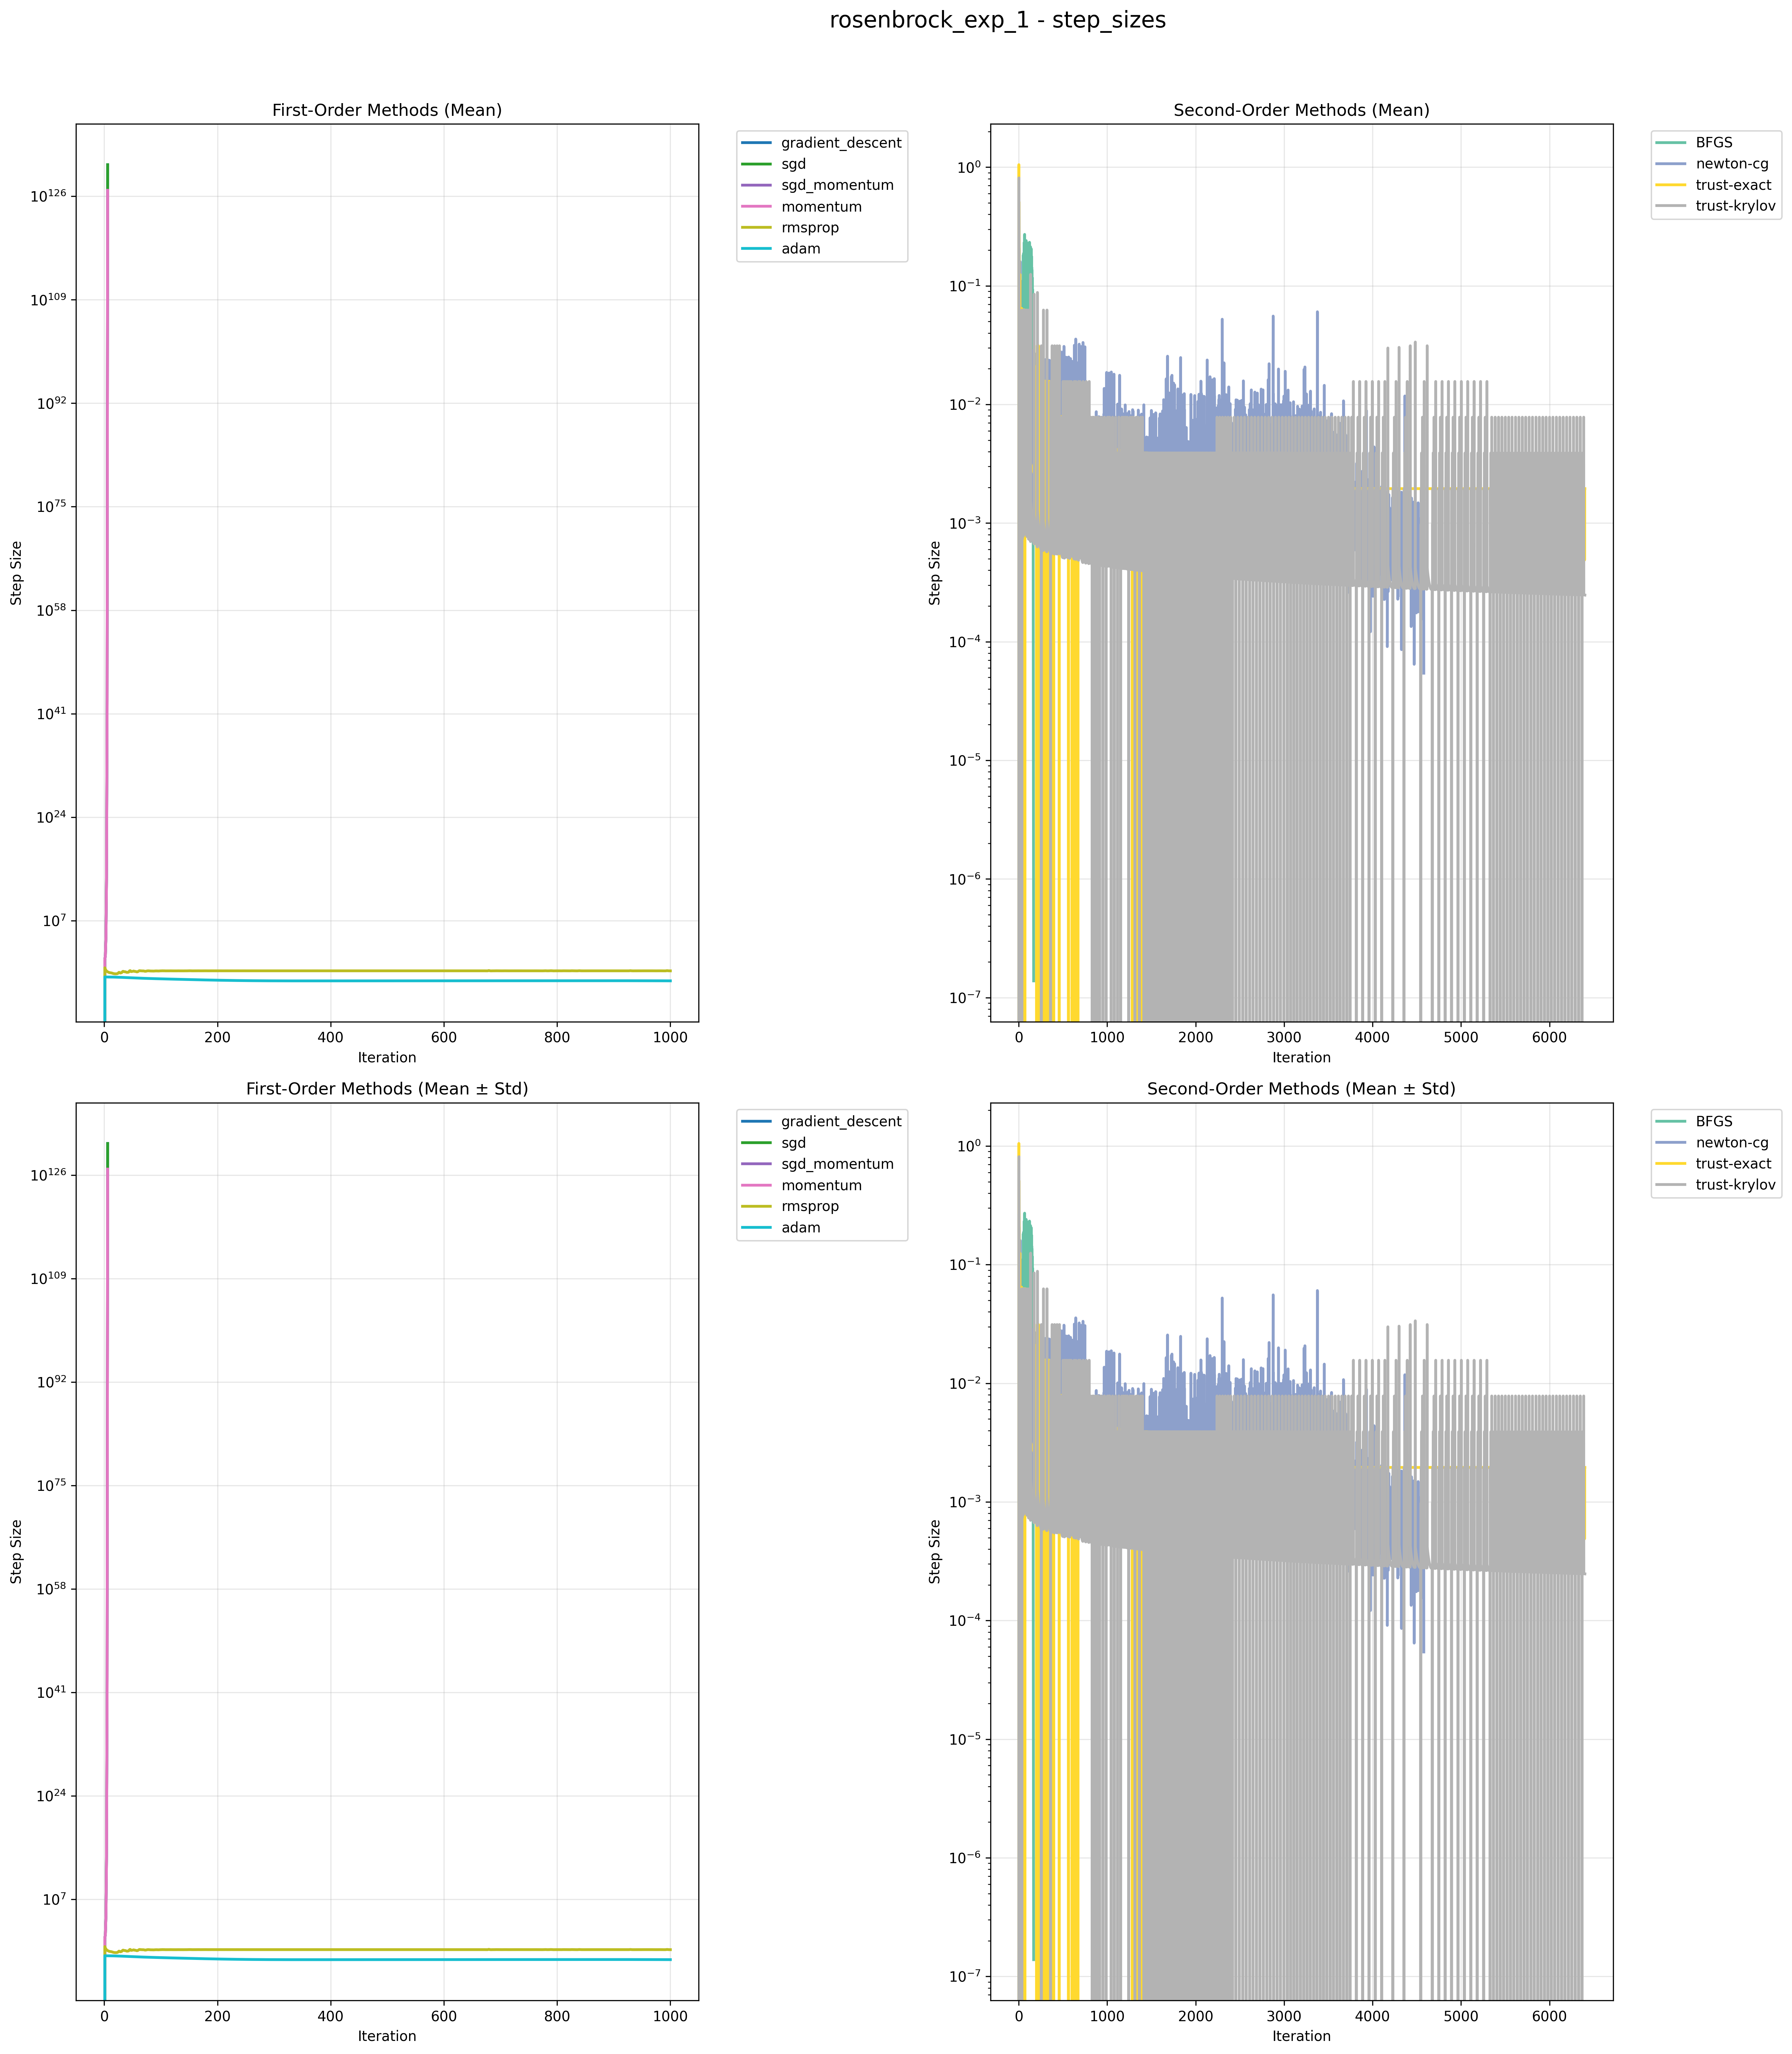 rosenbrock_exp_1 - step_sizes
First-Order Methods (Mean)
Step Size
10^126
10^109
10^92
10^75
10^58
10^41
10^24
10^7
0 200 400 600 800 1000
Iteration
gradient_descent
sgd
sgd_momentum
momentum
rmsprop
adam
Second-Order Methods (Mean)
Step Size
10^0
10^−1
10^−2
10^−3
10^−4
10^−5
10^−6
10^−7
0 1000 2000 3000 4000 5000 6000
Iteration
BFGS
newton-cg
trust-exact
trust-krylov
First-Order Methods (Mean ± Std)
Step Size
10^126
10^109
10^92
10^75
10^58
10^41
10^24
10^7
0 200 400 600 800 1000
Iteration
gradient_descent
sgd
sgd_momentum
momentum
rmsprop
adam
Second-Order Methods (Mean ± Std)
Step Size
10^0
10^−1
10^−2
10^−3
10^−4
10^−5
10^−6
10^−7
0 1000 2000 3000 4000 5000 6000
Iteration
BFGS
newton-cg
trust-exact
trust-krylov